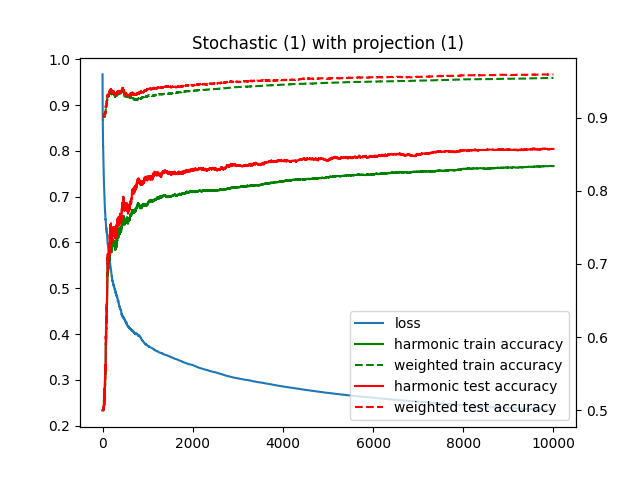 Stochastic (1) with projection (1)
1.0
0.9
0.8
0.7
0.6
0.5
0.4
0.3
0.2
0.9
0.8
0.7
0.6
0.5
loss
harmonic train accuracy
weighted train accuracy
harmonic test accuracy
weighted test accuracy
0 2000 4000 6000 8000 10000